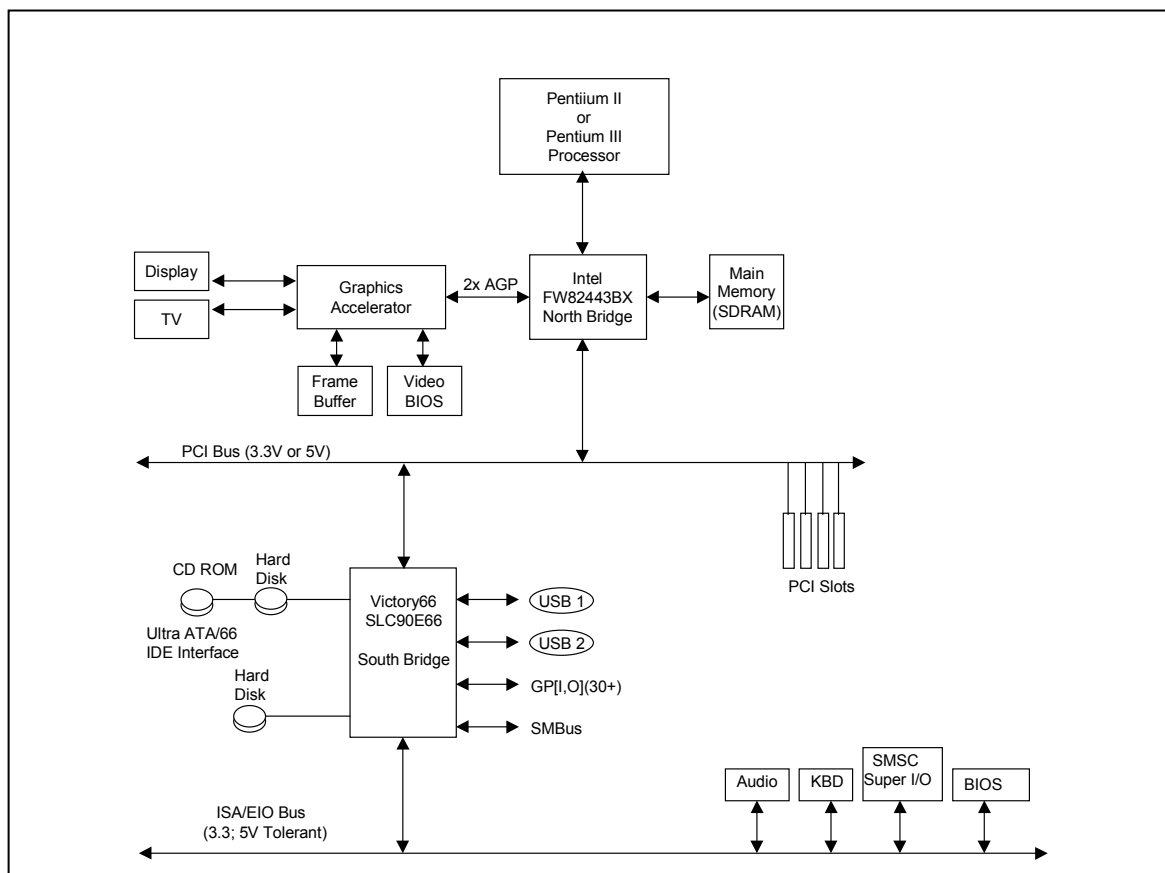 Pentiium II
or
Pentium III
Processor
Display
TV
Graphics
Accelerator
2x AGP
Intel
FW82443BX
North Bridge
Main
Memory
(SDRAM)
Frame
Buffer
Video
BIOS
PCI Bus (3.3V or 5V)
PCI Slots
CD ROM
Hard
Disk
Ultra ATA/66
IDE Interface
Hard
Disk
Victory66
SLC90E66
South Bridge
USB 1
USB 2
GP[I,O](30+)
SMBus
ISA/EIO Bus
(3.3; 5V Tolerant)
Audio
KBD
SMSC
Super I/O
BIOS